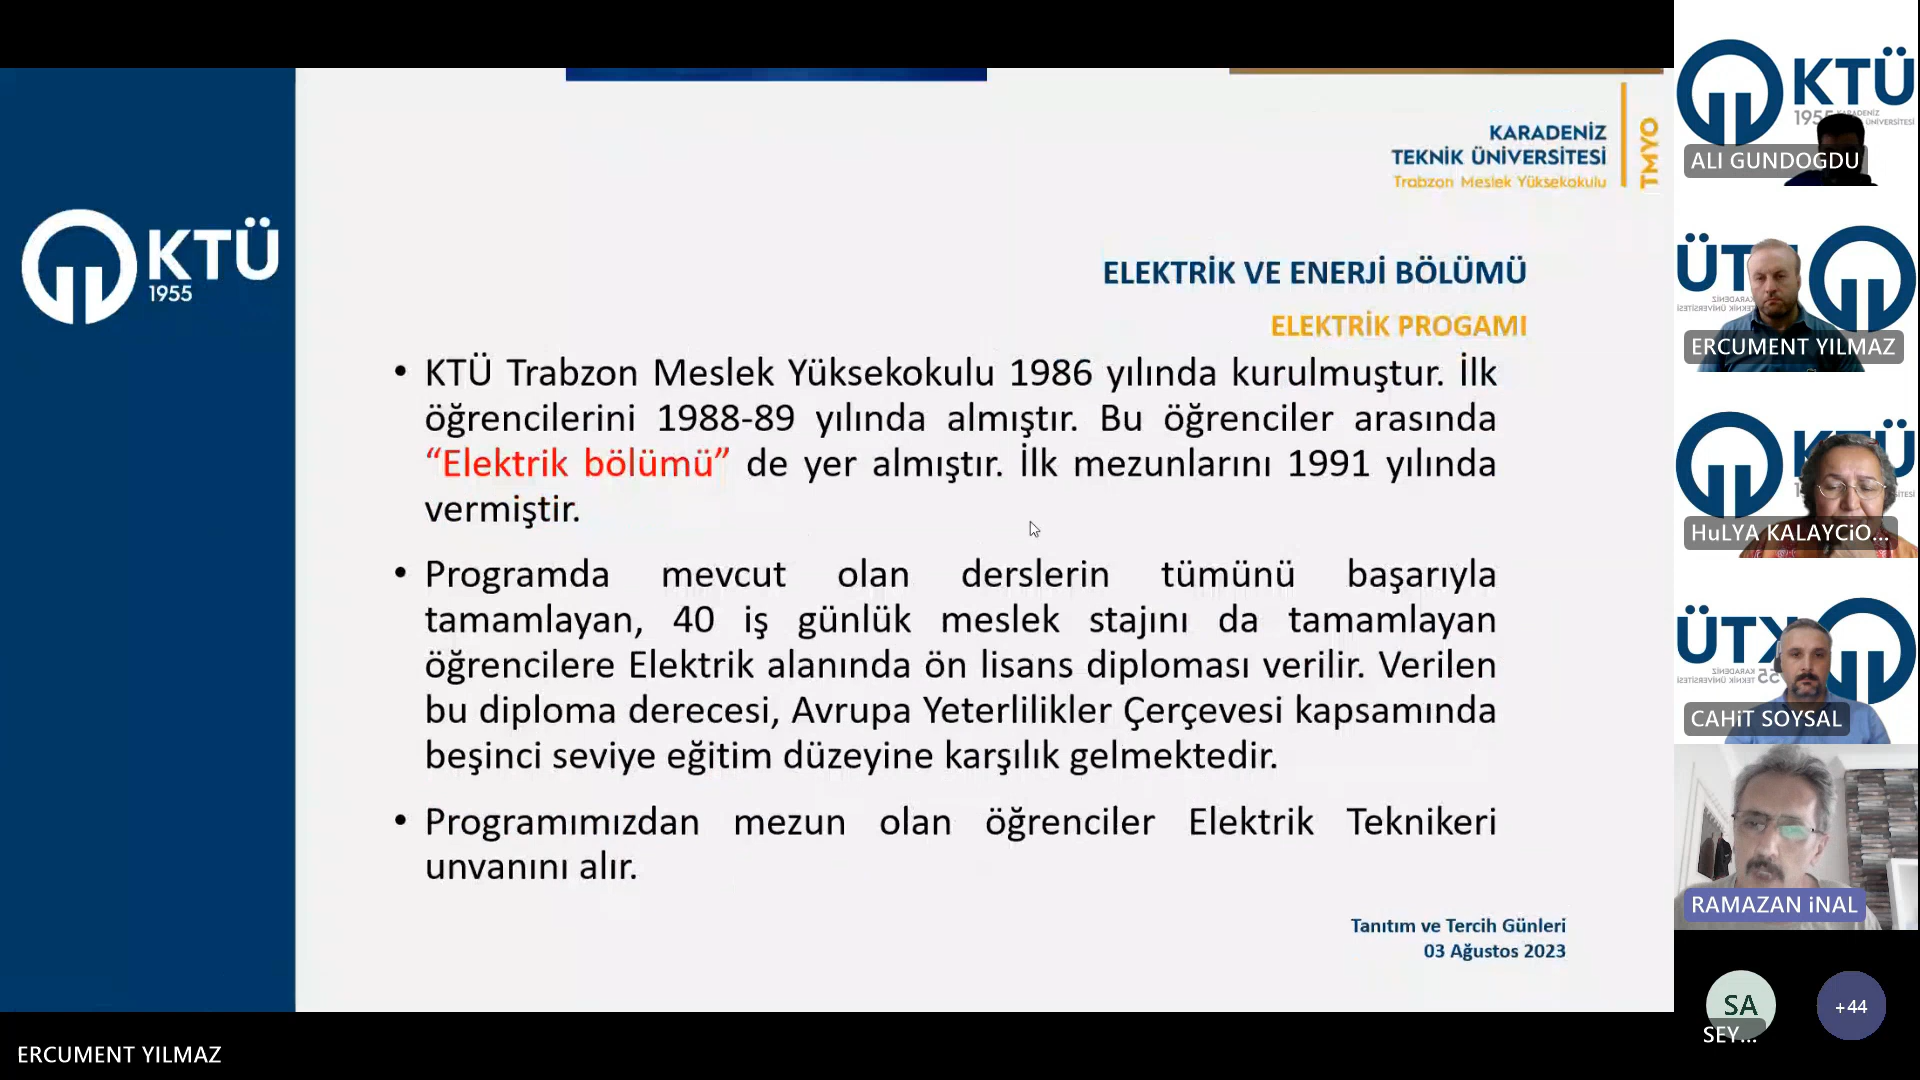 KTÜ
1955
KARADENİZ
TEKNİK ÜNİVERSİTESİ
Trabzon Meslek Yüksekokulu
TMYO
ELEKTRİK VE ENERJİ BÖLÜMÜ
ELEKTRİK PROGAMI
• KTÜ Trabzon Meslek Yüksekokulu 1986 yılında kurulmuştur. İlk
öğrencilerini 1988-89 yılında almıştır. Bu öğrenciler arasında
“Elektrik bölümü” de yer almıştır. İlk mezunlarını 1991 yılında
vermiştir.
• Programda mevcut olan derslerin tümünü başarıyla
tamamlayan, 40 iş günlük meslek stajını da tamamlayan
öğrencilere Elektrik alanında ön lisans diploması verilir. Verilen
bu diploma derecesi, Avrupa Yeterlilikler Çerçevesi kapsamında
beşinci seviye eğitim düzeyine karşılık gelmektedir.
• Programımızdan mezun olan öğrenciler Elektrik Teknikeri
unvanını alır.
Tanıtım ve Tercih Günleri
03 Ağustos 2023
ERCUMENT YILMAZ
KTÜ
ALI GUNDOGDU
ERCUMENT YILMAZ
HuLYA KALAYCiO...
CAHiT SOYSAL
RAMAZAN iNAL
SA
SEY...
+44